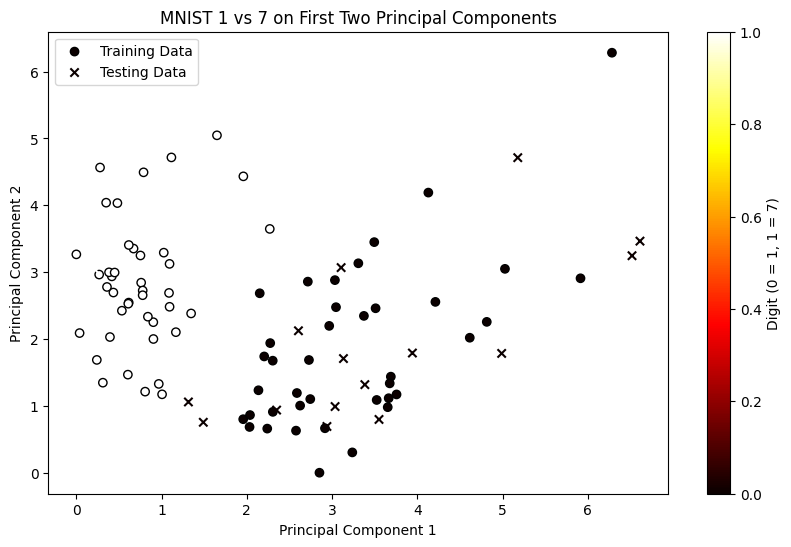 MNIST 1 vs 7 on First Two Principal Components
Training Data
Testing Data
Principal Component 2
6
5
4
3
2
1
0
0 1 2 3 4 5 6
Principal Component 1
1.0
0.8
0.6
0.4
0.2
0.0
Digit (0 = 1, 1 = 7)